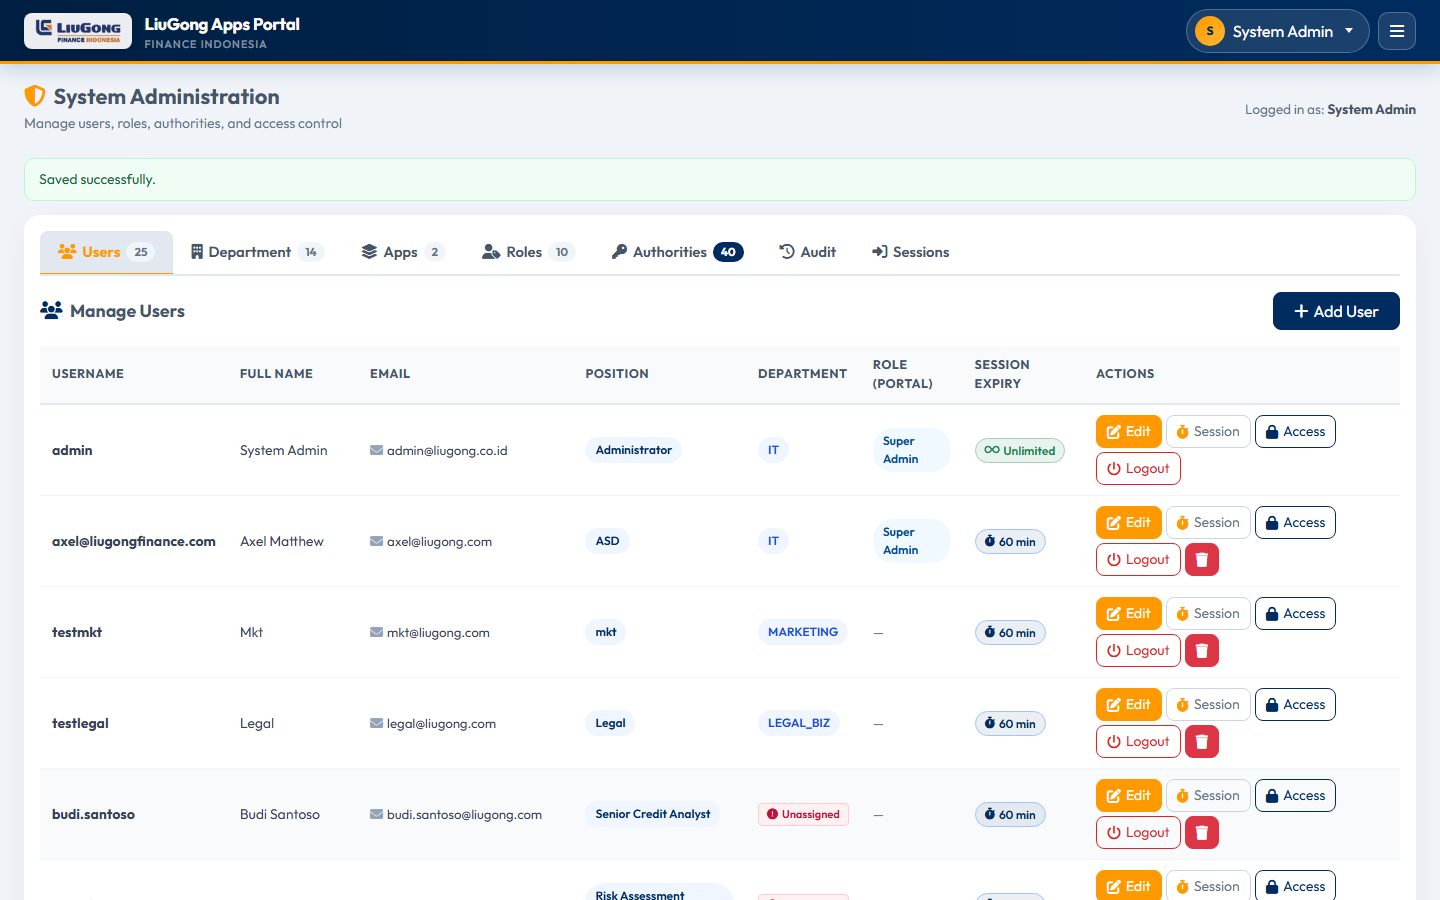 LiuGong
FINANCE INDONESIA
LiuGong Apps Portal
FINANCE INDONESIA
S
System Admin
System Administration
Manage users, roles, authorities, and access control
Logged in as: System Admin
Saved successfully.
Users 25
Department 14
Apps 2
Roles 10
Authorities 40
Audit
Sessions
Manage Users
Add User
USERNAME
FULL NAME
EMAIL
POSITION
DEPARTMENT
ROLE
(PORTAL)
SESSION
EXPIRY
ACTIONS
admin
System Admin
admin@liugong.co.id
Administrator
IT
Super
Admin
Unlimited
Edit
Session
Access
Logout
axel@liugongfinance.com
Axel Matthew
axel@liugong.com
ASD
IT
Super
Admin
60 min
Edit
Session
Access
Logout
testmkt
Mkt
mkt@liugong.com
mkt
MARKETING
—
60 min
Edit
Session
Access
Logout
testlegal
Legal
legal@liugong.com
Legal
LEGAL_BIZ
—
60 min
Edit
Session
Access
Logout
budi.santoso
Budi Santoso
budi.santoso@liugong.com
Senior Credit Analyst
Unassigned
—
60 min
Edit
Session
Access
Logout
Risk Assessment
Edit
Session
Access